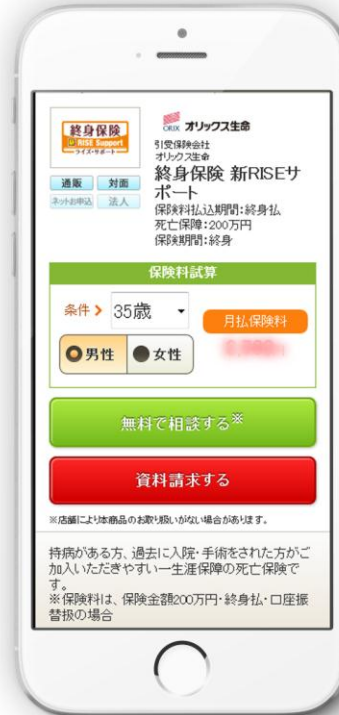 終身保険
RISE Support
ライズ・サポート
ORIX オリックス生命
引受保険会社
オリックス生命
終身保険 新RISEサ
ポート
保険料払込期間:終身払
死亡保障:200万円
保険期間:終身
通販 対面
ネットお申込 法人
保険料試算
条件 35歳
月払保険料
男性 女性
無料で相談する※
資料請求する
※店舗により本商品のお取り扱いがない場合があります。
持病がある方、過去に入院・手術をされた方がご
加入いただきやすい一生涯保障の死亡保険で
す。
※保険料は、保険金額200万円・終身払・口座振
替扱の場合